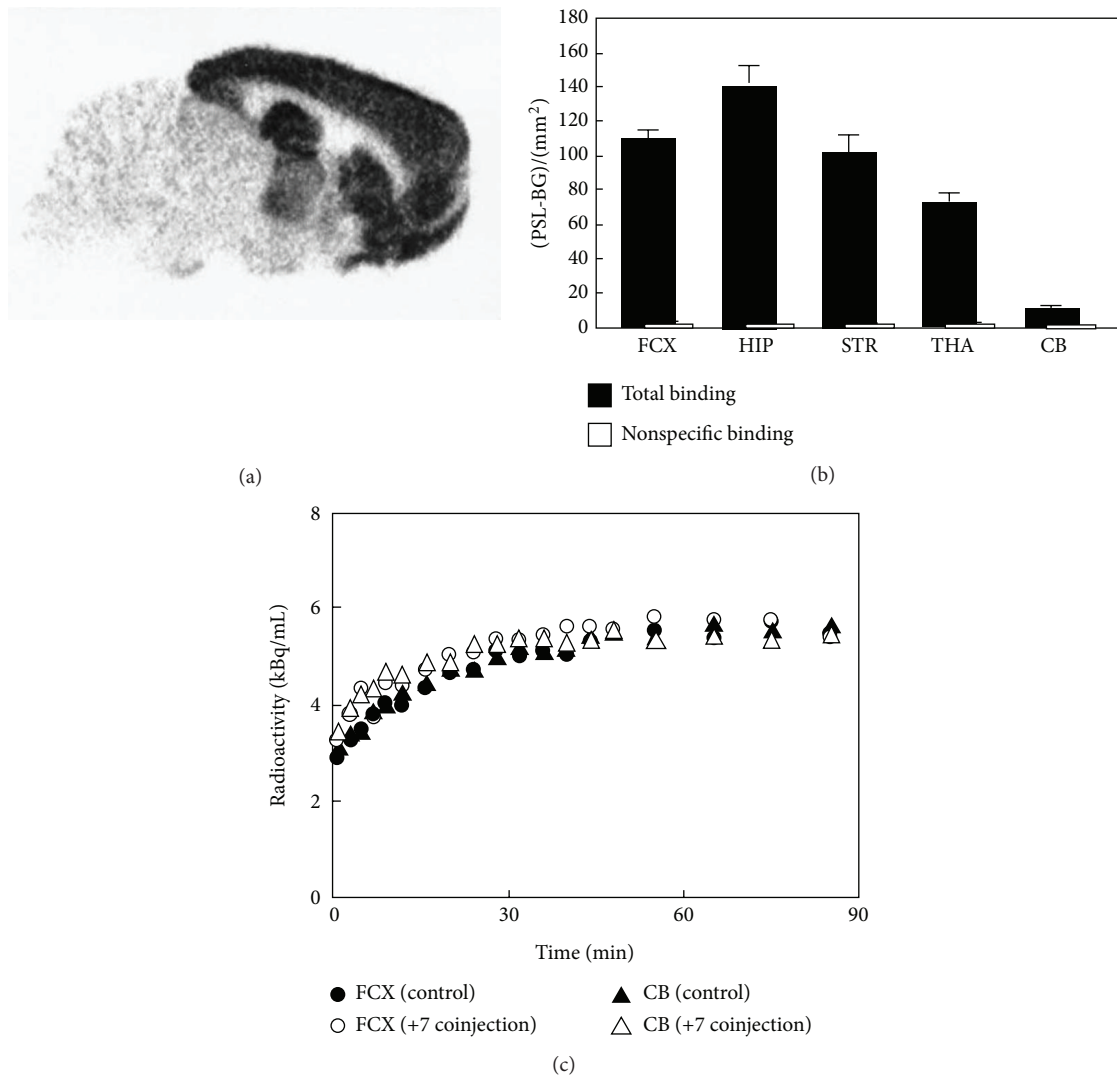 (a)
180
160
140
120
100
80
60
40
20
0
(PSL-BG)/(mm²)
FCX HIP STR THA CB
Total binding
Nonspecific binding
(b)
8
6
4
2
0
Radioactivity (kBq/mL)
0 30 60 90
Time (min)
FCX (control) CB (control)
FCX (+7 coinjection) CB (+7 coinjection)
(c)